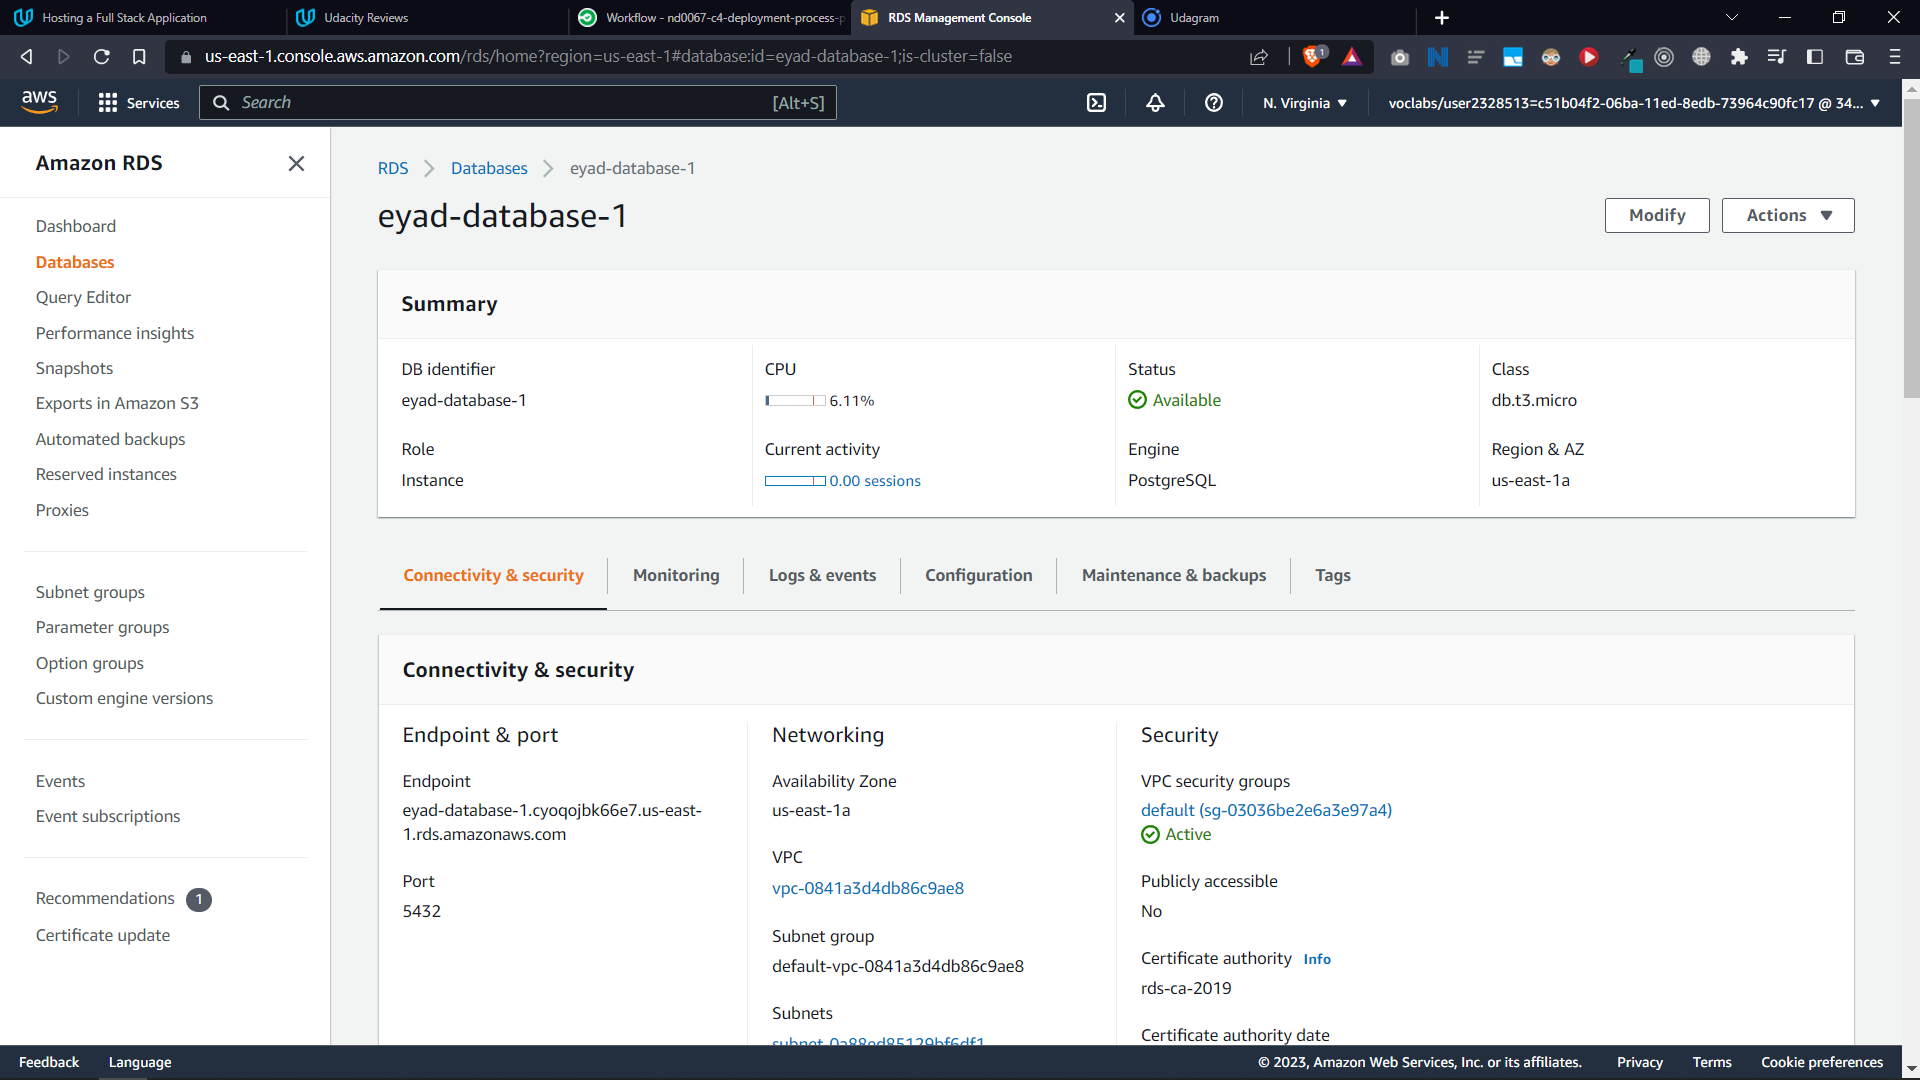 Hosting a Full Stack Application
Udacity Reviews
Workflow - nd0067-c4-deployment-process-p
RDS Management Console
Udagram
us-east-1.console.aws.amazon.com/rds/home?region=us-east-1#database:id=eyad-database-1;is-cluster=false
1
aws
Services
Search
[Alt+S]
N. Virginia
voclabs/user2328513=c51b04f2-06ba-11ed-8edb-73964c90fc17 @ 34...
Amazon RDS
Dashboard
Databases
Query Editor
Performance insights
Snapshots
Exports in Amazon S3
Automated backups
Reserved instances
Proxies
Subnet groups
Parameter groups
Option groups
Custom engine versions
Events
Event subscriptions
Recommendations 1
Certificate update
RDS > Databases > eyad-database-1
eyad-database-1
Modify
Actions
Summary
DB identifier
eyad-database-1
CPU
6.11%
Status
Available
Class
db.t3.micro
Role
Instance
Current activity
0.00 sessions
Engine
PostgreSQL
Region & AZ
us-east-1a
Connectivity & security
Monitoring
Logs & events
Configuration
Maintenance & backups
Tags
Connectivity & security
Endpoint & port
Endpoint
eyad-database-1.cyoqojbk66e7.us-east-
1.rds.amazonaws.com
Port
5432
Networking
Availability Zone
us-east-1a
VPC
vpc-0841a3d4db86c9ae8
Subnet group
default-vpc-0841a3d4db86c9ae8
Subnets
subnet-0a88ed85129bf6df1
Security
VPC security groups
default (sg-03036be2e6a3e97a4)
Active
Publicly accessible
No
Certificate authority Info
rds-ca-2019
Certificate authority date
Feedback
Language
© 2023, Amazon Web Services, Inc. or its affiliates.
Privacy
Terms
Cookie preferences